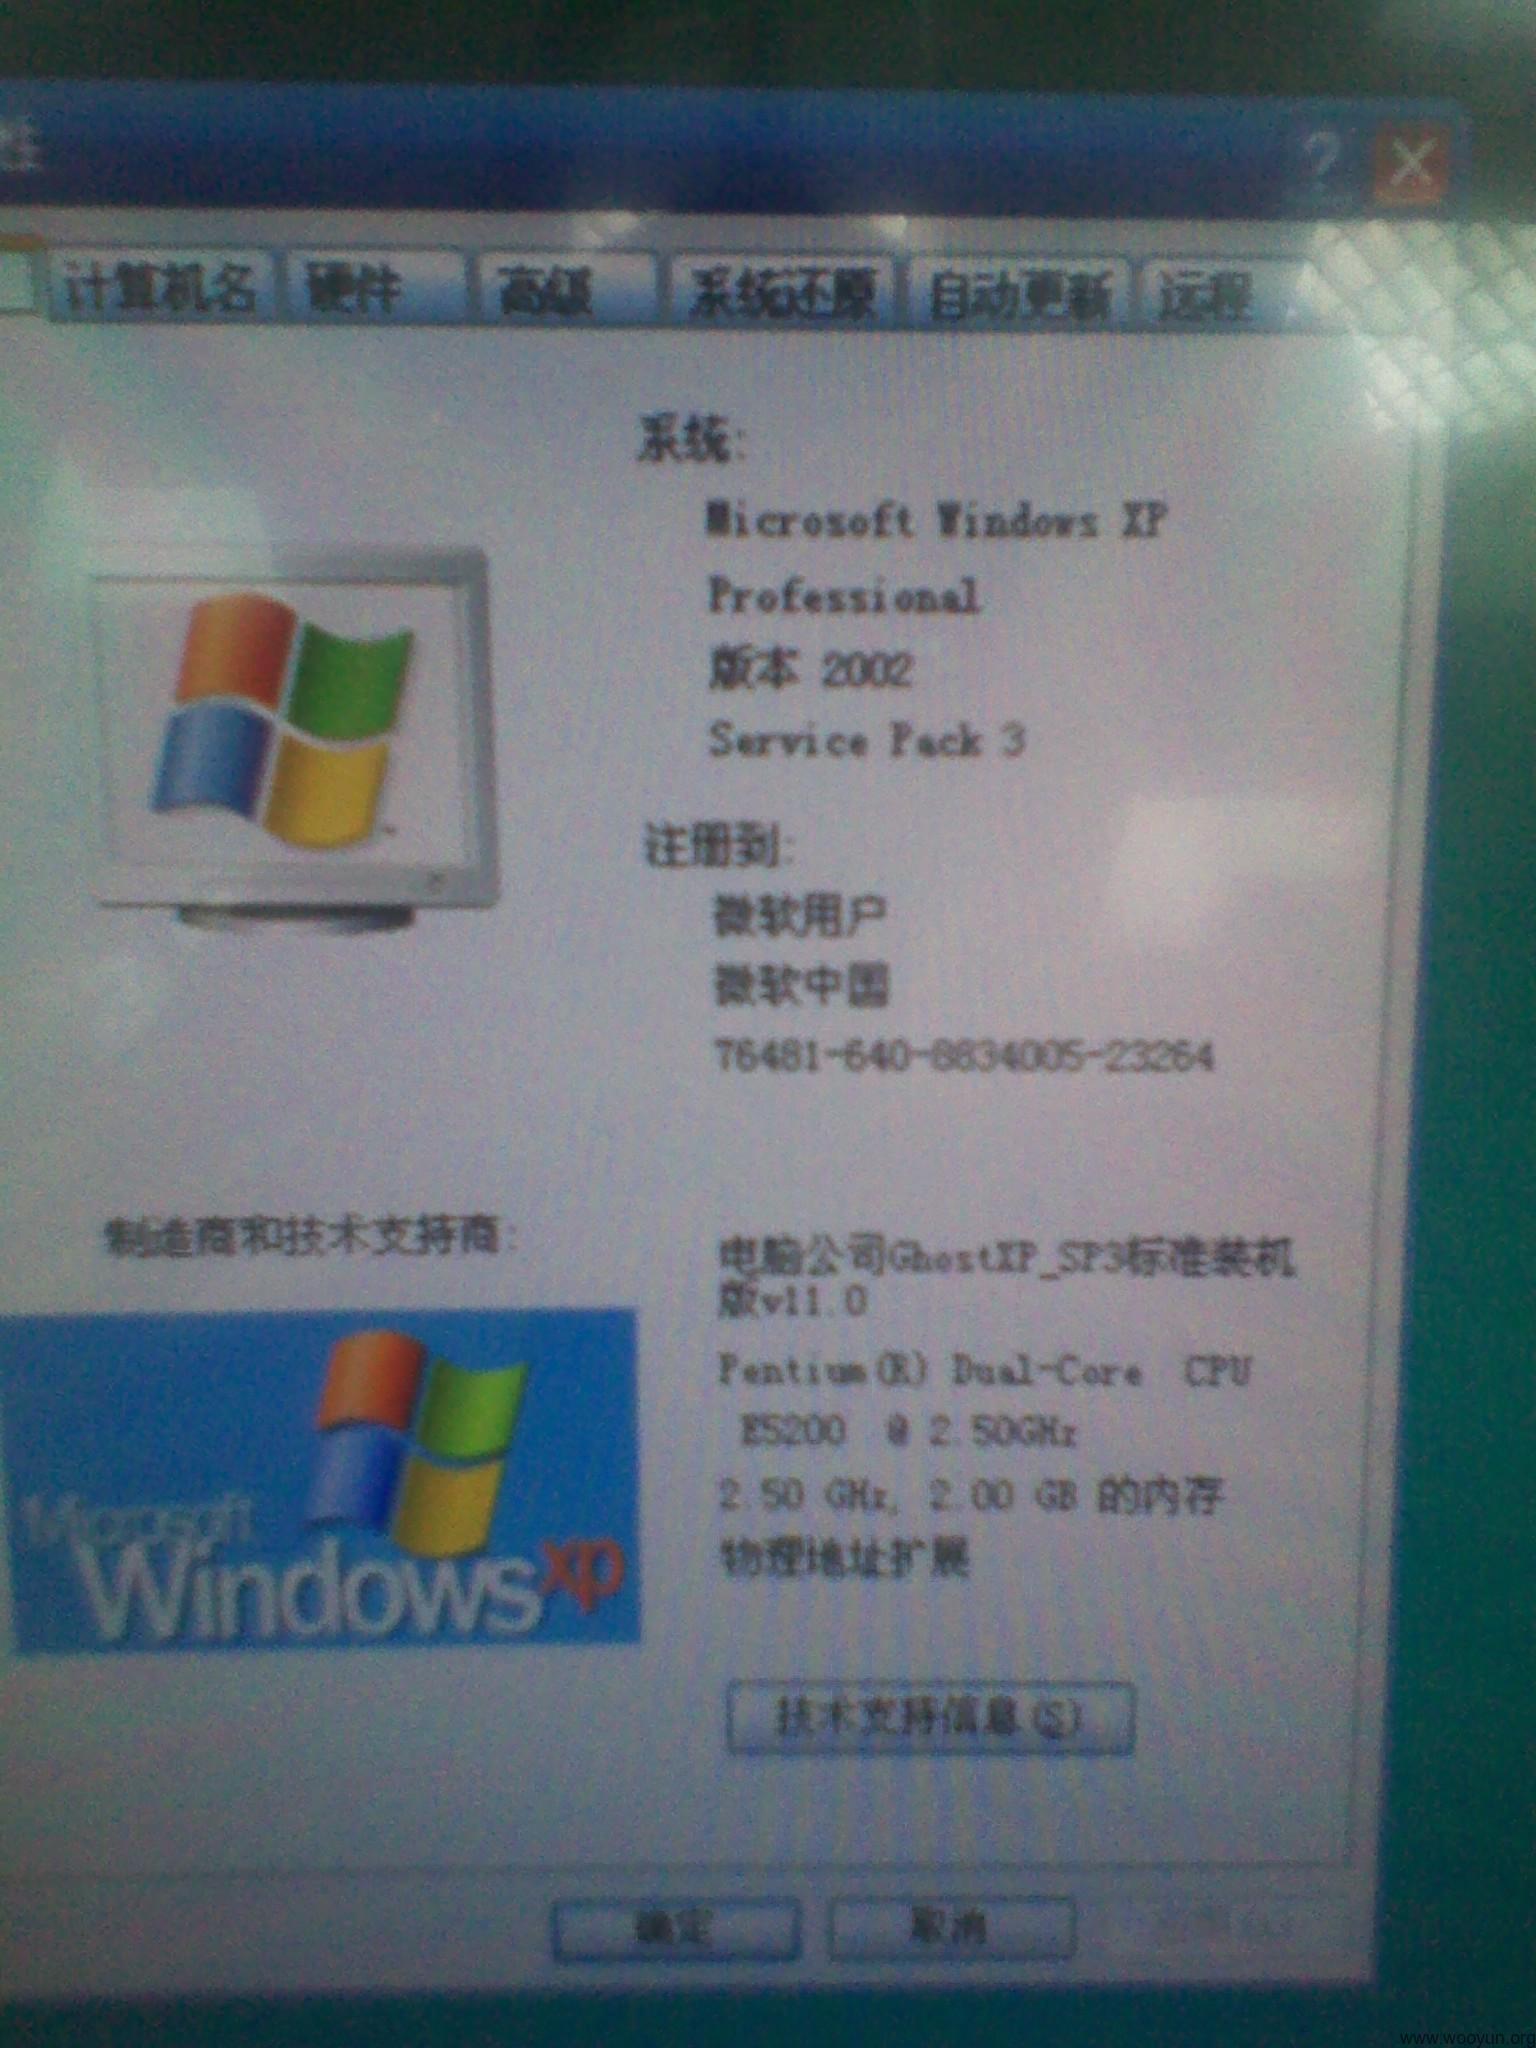 性
计算机名 硬件 高级 系统还原 自动更新 远程
系统:
Microsoft Windows XP
Professional
版本 2002
Service Pack 3
注册到:
微软用户
微软中国
76481-640-8834005-23264
制造商和技术支持商:
电脑公司GhostXP_SP3标准装机
版v11.0
Pentium(R) Dual-Core CPU
E5200 @ 2.50GHz
2.50 GHz, 2.00 GB 的内存
物理地址扩展
Microsoft
Windows xp
技术支持信息(S)
确定 取消
www.wooyun.org